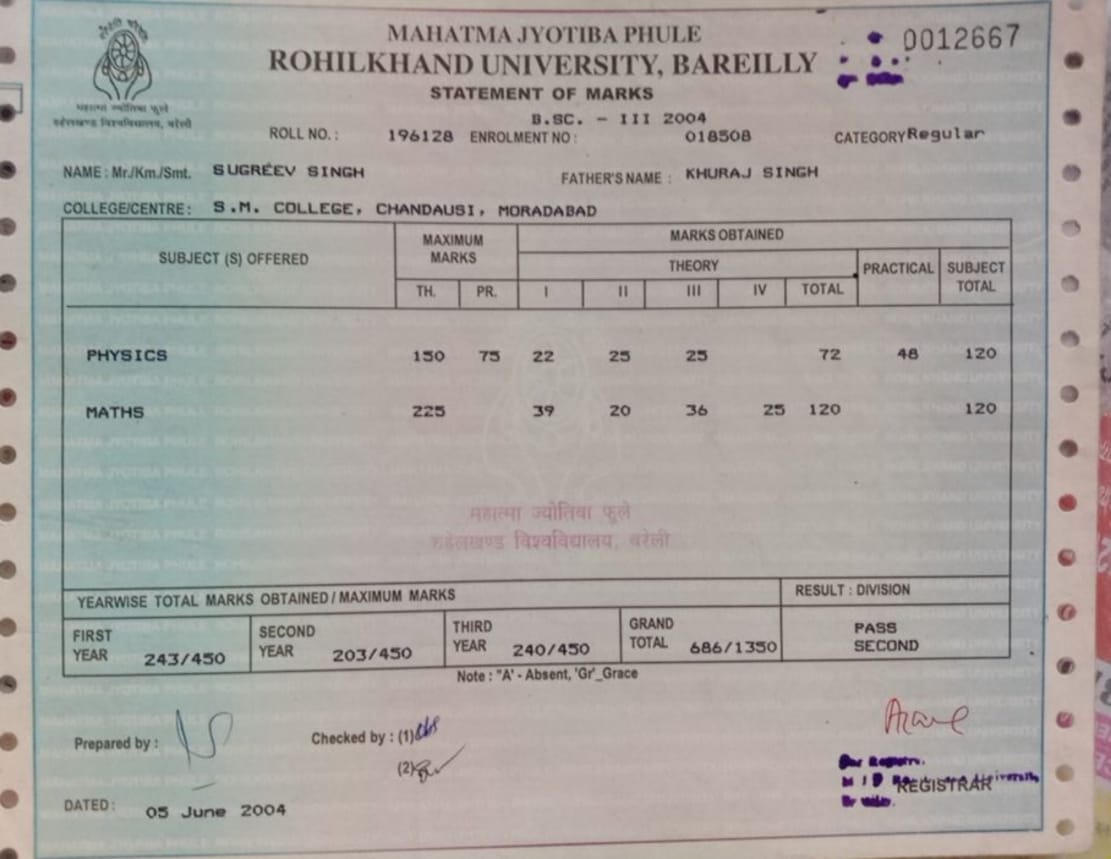 MAHATMA JYOTIBA PHULE
ROHILKHAND UNIVERSITY, BAREILLY
0012667
STATEMENT OF MARKS
महात्मा ज्योतिबा फुले
रुहेलखण्ड विश्वविद्यालय, बरेली
B.SC. - III 2004
ROLL NO. : 196128 ENROLMENT NO : 018508 CATEGORY Regular
NAME : Mr./Km./Smt. SUGREEV SINGH FATHER'S NAME : KHURAJ SINGH
COLLEGE/CENTRE : S.M. COLLEGE, CHANDAUSI, MORADABAD
SUBJECT (S) OFFERED MAXIMUM MARKS MARKS OBTAINED
THEORY PRACTICAL SUBJECT TOTAL
TH. PR. I II III IV TOTAL
PHYSICS 150 75 22 25 25 72 48 120
MATHS 225 39 20 36 25 120 120
महात्मा ज्योतिबा फुले
रुहेलखण्ड विश्वविद्यालय, बरेली
YEARWISE TOTAL MARKS OBTAINED / MAXIMUM MARKS RESULT : DIVISION
FIRST YEAR 243/450 SECOND YEAR 203/450 THIRD YEAR 240/450 GRAND TOTAL 686/1350 PASS SECOND
Note : "A' - Absent, 'Gr'_Grace
Prepared by : Checked by : (1)
(2)
REGISTRAR
DATED : 05 June 2004